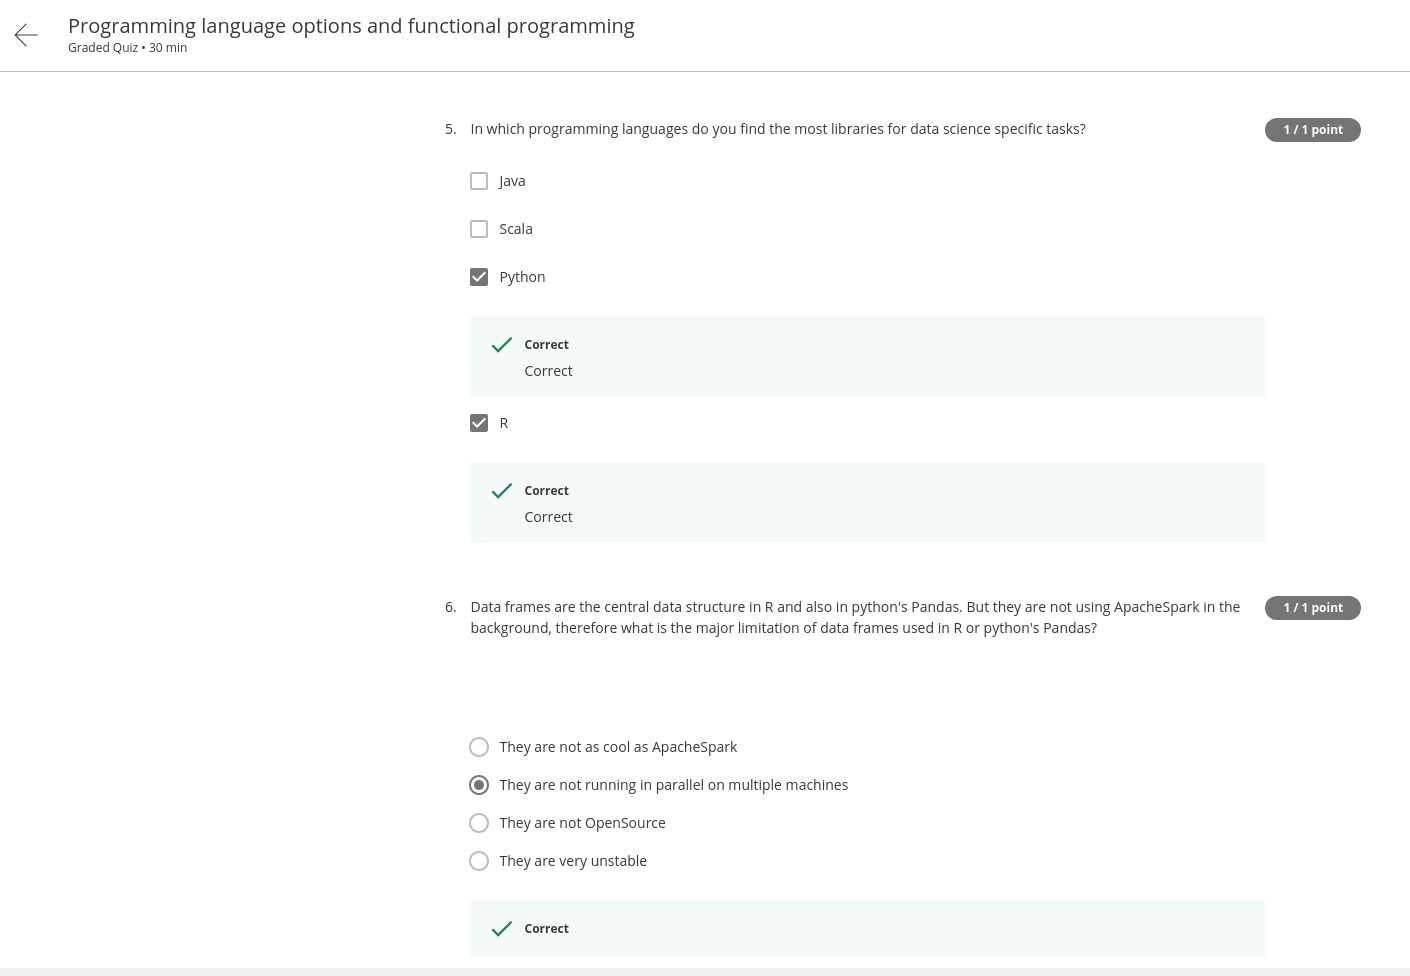 Programming language options and functional programming
Graded Quiz • 30 min
5. In which programming languages do you find the most libraries for data science specific tasks?
1 / 1 point
Java
Scala
Python
Correct
Correct
R
Correct
Correct
6. Data frames are the central data structure in R and also in python's Pandas. But they are not using ApacheSpark in the
background, therefore what is the major limitation of data frames used in R or python's Pandas?
1 / 1 point
They are not as cool as ApacheSpark
They are not running in parallel on multiple machines
They are not OpenSource
They are very unstable
Correct